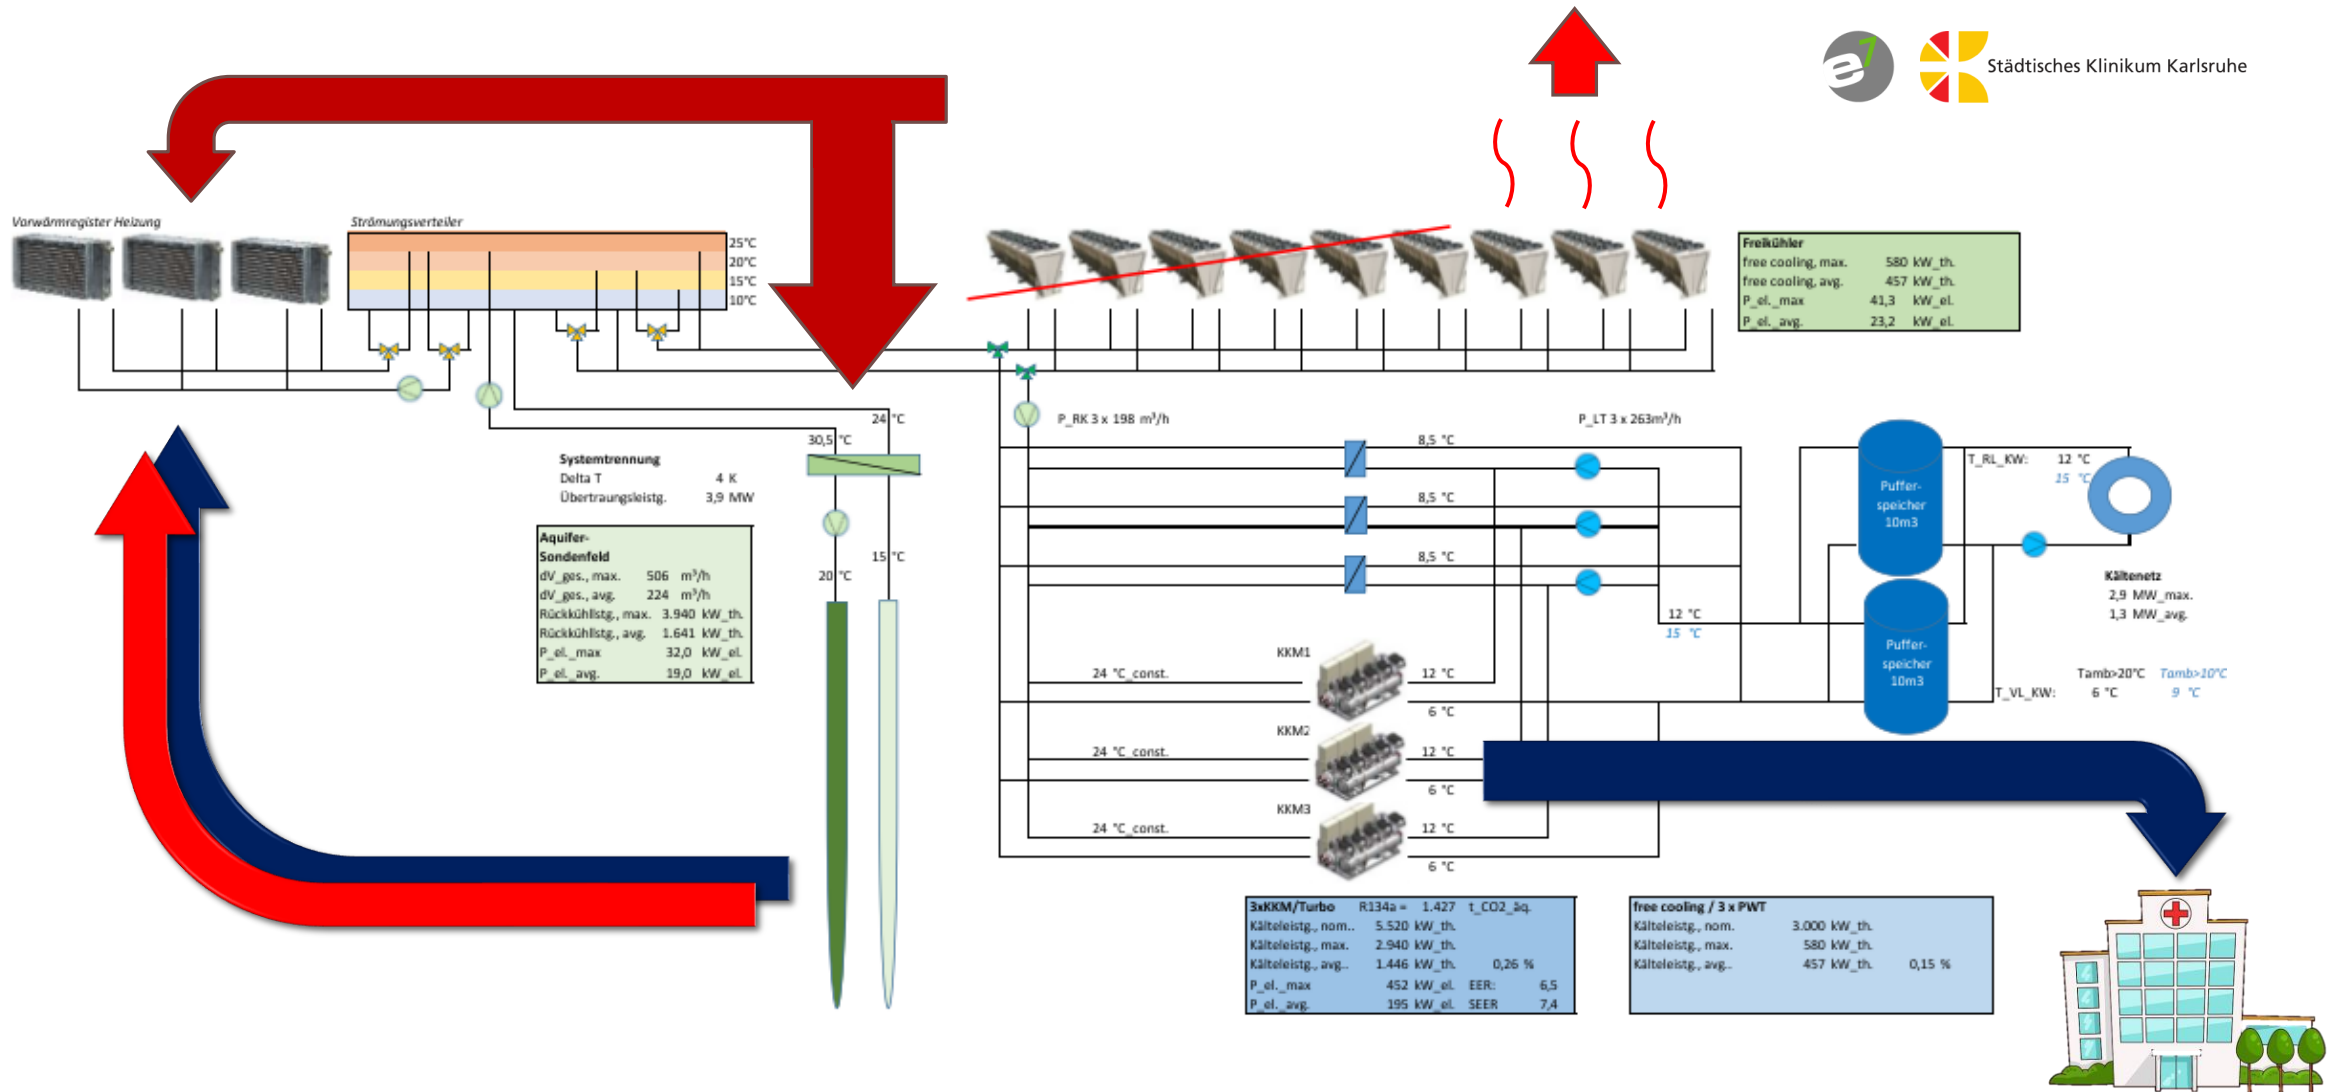 e7
Städtisches Klinikum Karlsruhe
Vorwärmregister Heizung
Strömungsverteiler
25°C
20°C
15°C
10°C
Freikühler
free cooling, max. 580 kW_th.
free cooling, avg. 457 kW_th.
P_el._max 41,3 kW_el.
P_el._avg. 23,2 kW_el.
24 °C
30,5 °C
Systemtrennung
Delta T 4 K
Übertraungsleistg. 3,9 MW
Aquifer-
Sondenfeld
dV_ges., max. 506 m³/h
dV_ges., avg. 224 m³/h
Rückkühllstg., max. 3.940 kW_th.
Rückkühllstg., avg. 1.641 kW_th.
P_el._max 32,0 kW_el.
P_el._avg. 19,0 kW_el.
15 °C
20 °C
P_RK 3 x 198 m³/h
P_LT 3 x 263m³/h
8,5 °C
8,5 °C
8,5 °C
12 °C
15 °C
Puffer-
speicher
10m3
Puffer-
speicher
10m3
T_RL_KW: 12 °C
15 °C
Kältenetz
2,9 MW_max.
1,3 MW_avg.
Tamb>20°C Tamb>10°C
T_VL_KW: 6 °C 9 °C
KKM1
24 °C_const.
12 °C
6 °C
KKM2
24 °C_const.
12 °C
6 °C
KKM3
24 °C_const.
12 °C
6 °C
3xKKM/Turbo R134a = 1.427 t_CO2_äq.
Kälteleistg., nom.. 5.520 kW_th.
Kälteleistg., max. 2.940 kW_th.
Kälteleistg., avg.. 1.446 kW_th. 0,26 %
P_el._max 452 kW_el. EER: 6,5
P_el._avg. 195 kW_el. SEER 7,4
free cooling / 3 x PWT
Kälteleistg., nom. 3.000 kW_th.
Kälteleistg., max. 580 kW_th.
Kälteleistg., avg.. 457 kW_th. 0,15 %